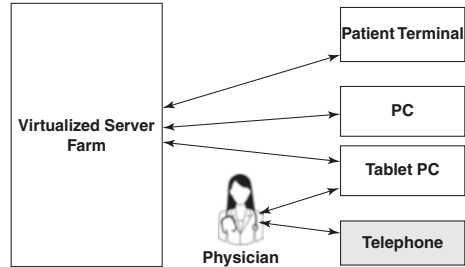 Patient Terminal
Virtualized Server
Farm
PC
Tablet PC
Physician
Telephone